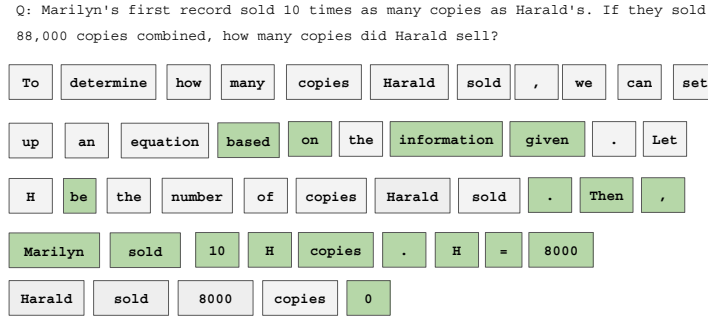 Q: Marilyn's first record sold 10 times as many copies as Harald's. If they sold
88,000 copies combined, how many copies did Harald sell?
To determine how many copies Harald sold , we can set
up an equation based on the information given . Let
H be the number of copies Harald sold . Then ,
Marilyn sold 10 H copies . H = 8000
Harald sold 8000 copies 0